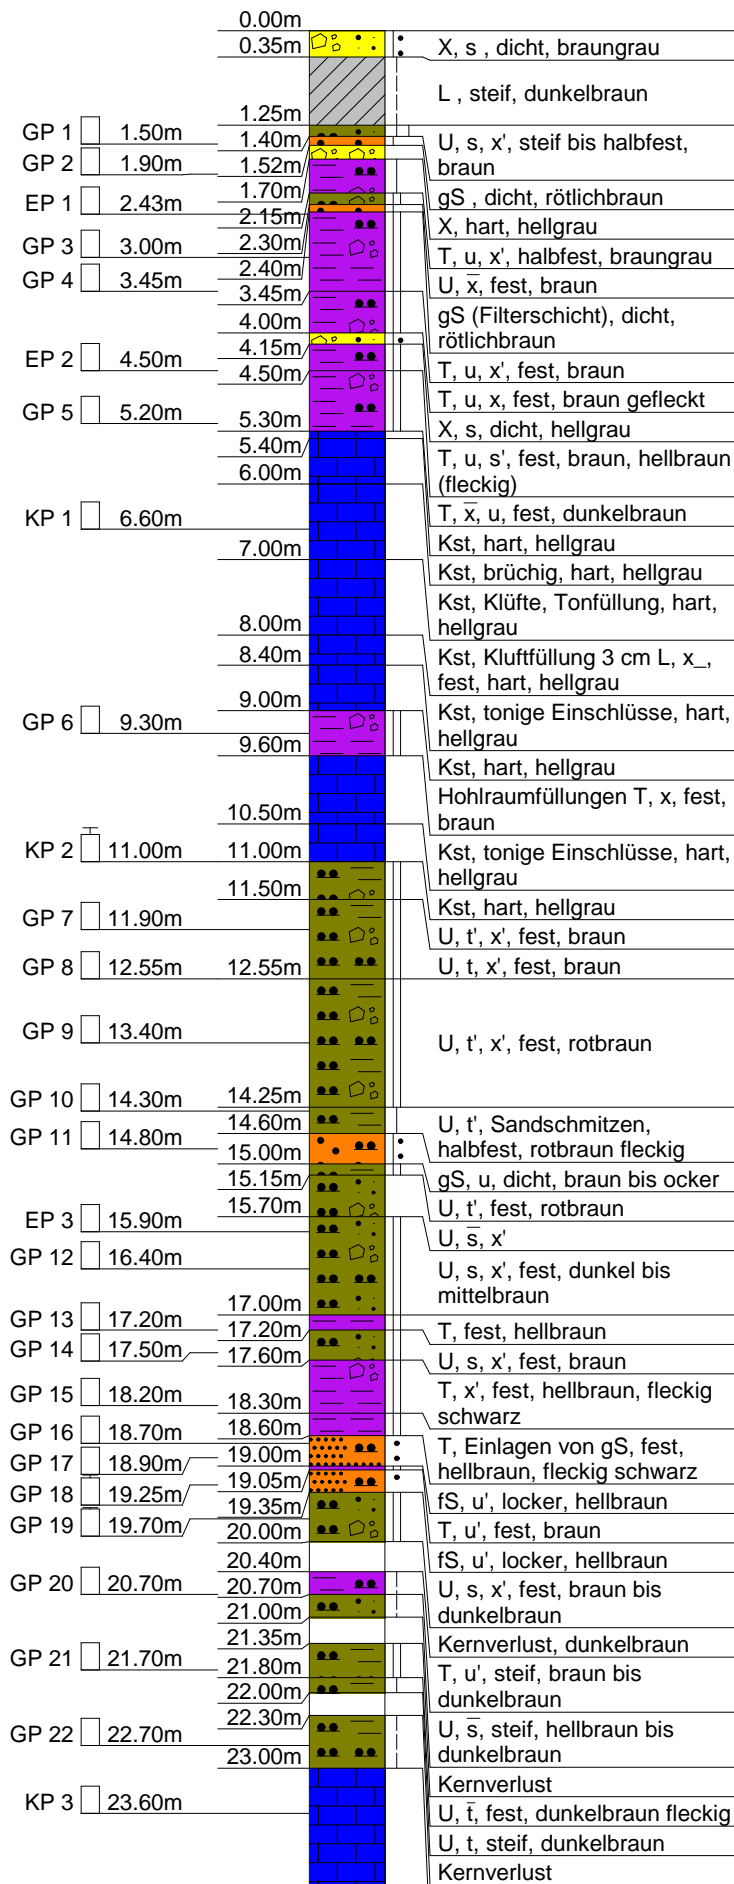 0.00m
0.35m
1.25m
1.40m
1.52m
1.70m
2.15m
2.30m
2.40m
3.45m
4.00m
4.15m
4.50m
5.30m
5.40m
6.00m
7.00m
8.00m
8.40m
9.00m
9.60m
10.50m
11.00m
11.50m
12.55m
14.25m
14.60m
15.00m
15.15m
15.70m
17.00m
17.20m
17.60m
18.30m
18.60m
19.00m
19.05m
19.35m
20.00m
20.40m
20.70m
21.00m
21.35m
21.80m
22.00m
22.30m
23.00m
GP 1 1.50m
GP 2 1.90m
EP 1 2.43m
GP 3 3.00m
GP 4 3.45m
EP 2 4.50m
GP 5 5.20m
KP 1 6.60m
GP 6 9.30m
KP 2 11.00m
GP 7 11.90m
GP 8 12.55m
GP 9 13.40m
GP 10 14.30m
GP 11 14.80m
EP 3 15.90m
GP 12 16.40m
GP 13 17.20m
GP 14 17.50m
GP 15 18.20m
GP 16 18.70m
GP 17 18.90m
GP 18 19.25m
GP 19 19.70m
GP 20 20.70m
GP 21 21.70m
GP 22 22.70m
KP 3 23.60m
X, s , dicht, braungrau
L , steif, dunkelbraun
U, s, x', steif bis halbfest,
braun
gS , dicht, rötlichbraun
X, hart, hellgrau
T, u, x', halbfest, braungrau
U, x̅, fest, braun
gS (Filterschicht), dicht,
rötlichbraun
T, u, x', fest, braun
T, u, x, fest, braun gefleckt
X, s, dicht, hellgrau
T, u, s', fest, braun, hellbraun
(fleckig)
T, x̅, u, fest, dunkelbraun
Kst, hart, hellgrau
Kst, brüchig, hart, hellgrau
Kst, Klüfte, Tonfüllung, hart,
hellgrau
Kst, Kluftfüllung 3 cm L, x_,
fest, hart, hellgrau
Kst, tonige Einschlüsse, hart,
hellgrau
Kst, hart, hellgrau
Hohlraumfüllungen T, x, fest,
braun
Kst, tonige Einschlüsse, hart,
hellgrau
Kst, hart, hellgrau
U, t', x', fest, braun
U, t, x', fest, braun
U, t', x', fest, rotbraun
U, t', Sandschmitzen,
halbfest, rotbraun fleckig
gS, u, dicht, braun bis ocker
U, t', fest, rotbraun
U, s̅, x'
U, s, x', fest, dunkel bis
mittelbraun
T, fest, hellbraun
U, s, x', fest, braun
T, x', fest, hellbraun, fleckig
schwarz
T, Einlagen von gS, fest,
hellbraun, fleckig schwarz
fS, u', locker, hellbraun
T, u', fest, braun
fS, u', locker, hellbraun
U, s, x', fest, braun bis
dunkelbraun
Kernverlust, dunkelbraun
T, u', steif, braun bis
dunkelbraun
U, s̅, steif, hellbraun bis
dunkelbraun
Kernverlust
U, t̅, fest, dunkelbraun fleckig
U, t, steif, dunkelbraun
Kernverlust